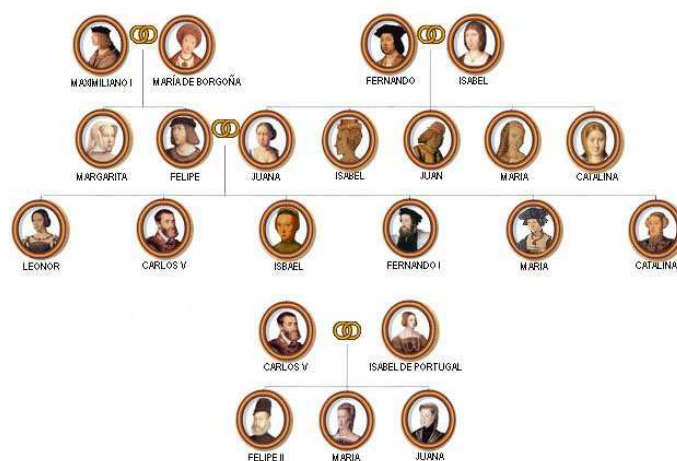 MAXIMILIANO I MARÍA DE BORGOÑA FERNANDO ISABEL
MARGARITA FELIPE JUANA ISABEL JUAN MARIA CATALINA
LEONOR CARLOS V ISBAEL FERNANDO I MARIA CATALINA
CARLOS V ISABEL DE PORTUGAL
FELIPE II MARIA JUANA